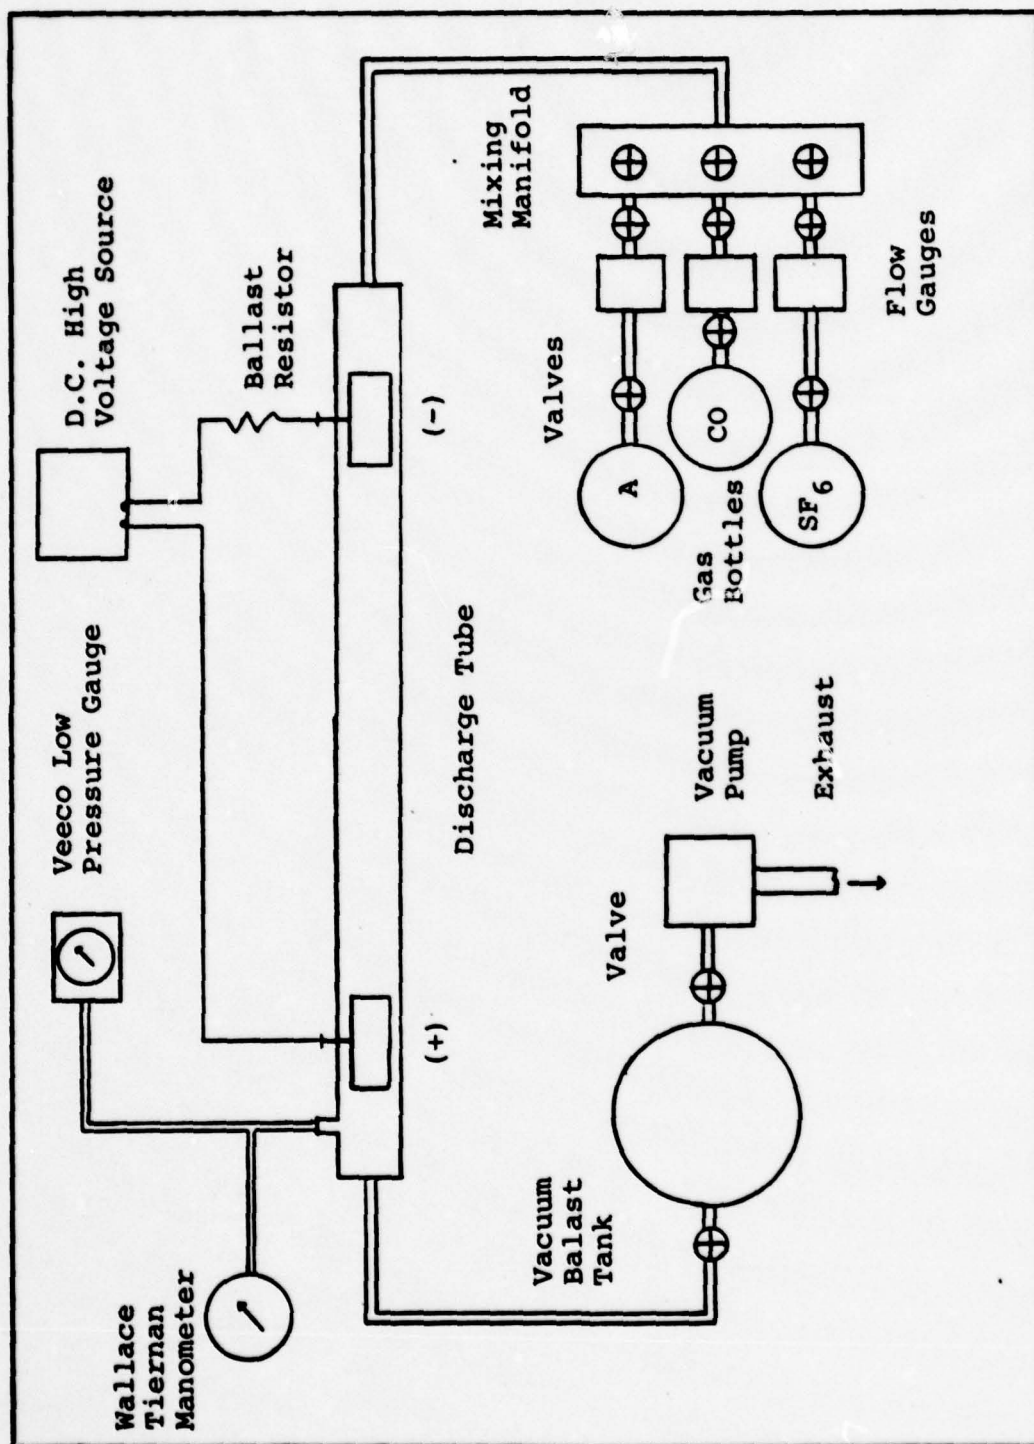 Wallace
Tiernan
Manometer
Veeco Low
Pressure Gauge
D.C. High
Voltage Source
Ballast
Resistor
(+)
(-)
Discharge Tube
Mixing
Manifold
Vacuum
Balast
Tank
Valve
Vacuum
Pump
Exhaust
Valves
A
CO
SF6
Gas
Bottles
Flow
Gauges